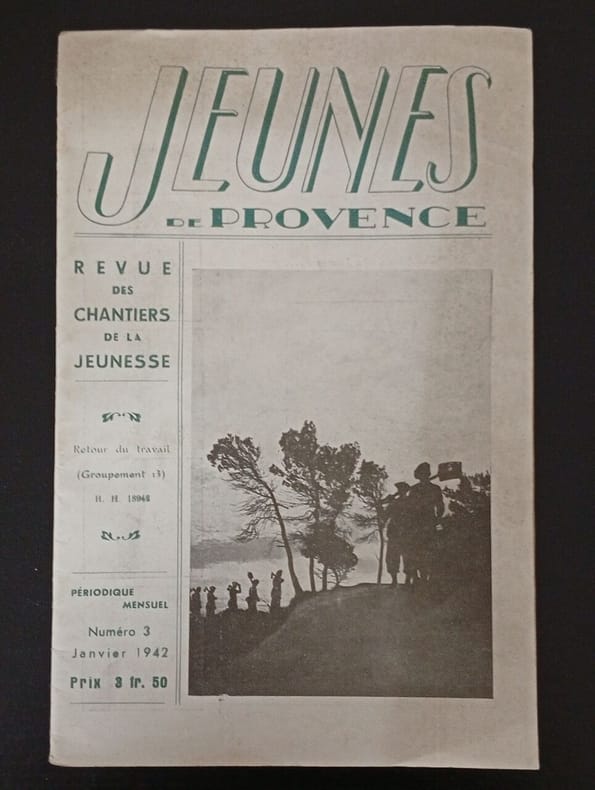 JEUNES
DE PROVENCE
REVUE
DES
CHANTIERS
DE LA
JEUNESSE
Retour du travail
(Groupement 13)
H. H. 18942
PÉRIODIQUE
MENSUEL
Numéro 3
Janvier 1942
Prix 3 fr. 50